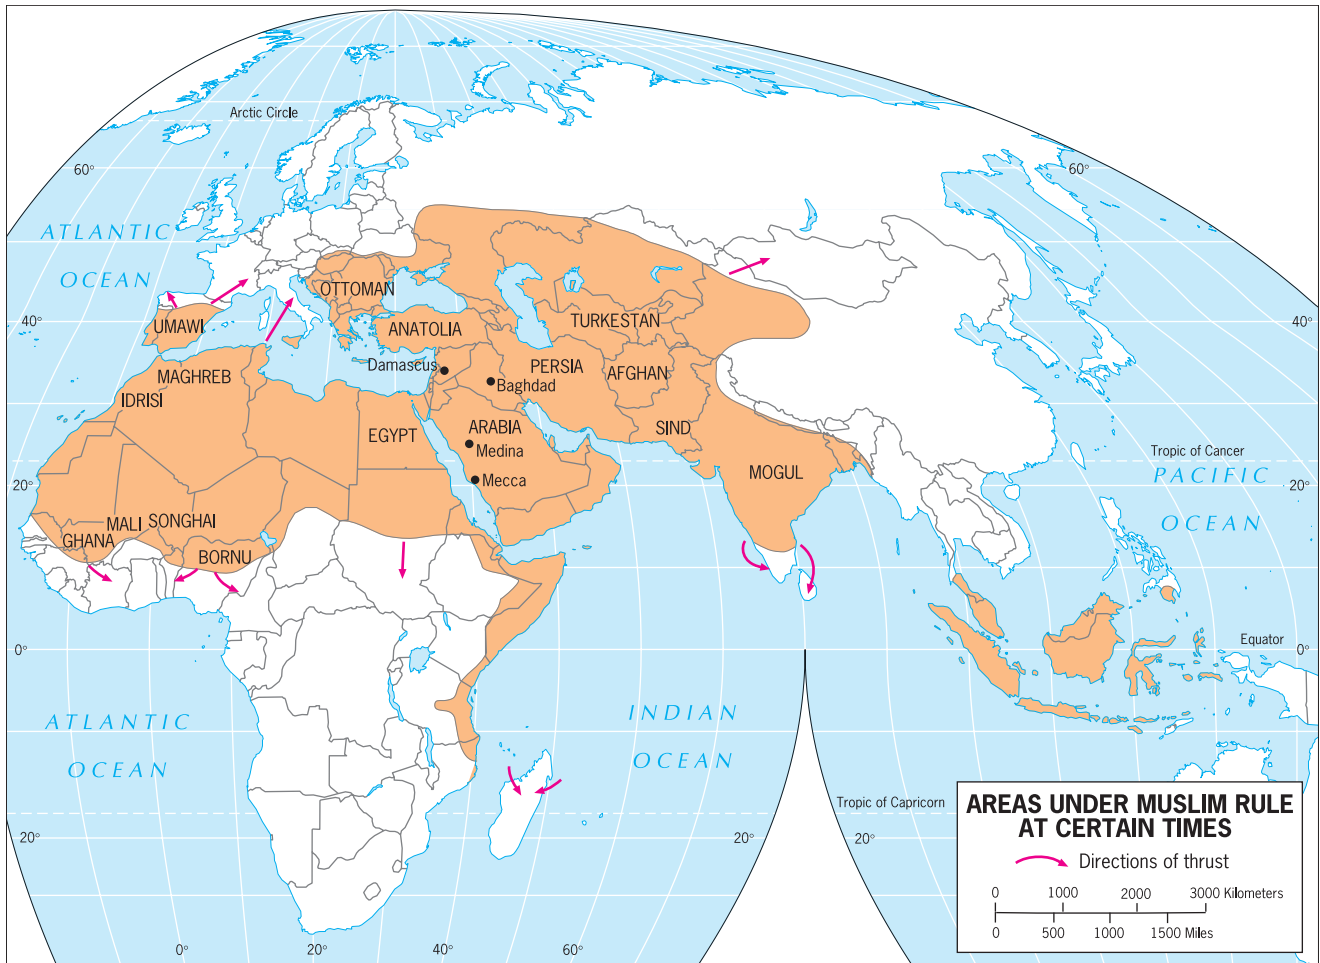 Arctic Circle
60°
60°
ATLANTIC
OCEAN
OTTOMAN
UMAWI
ANATOLIA
TURKESTAN
40°
40°
Damascus
PERSIA
AFGHAN
MAGHREB
Baghdad
IDRISI
ARABIA
SIND
EGYPT
Medina
Tropic of Cancer
MOGUL
PACIFIC
OCEAN
Mecca
20°
20°
MALI
SONGHAI
GHANA
BORNU
Equator
0°
0°
INDIAN
OCEAN
ATLANTIC
OCEAN
Tropic of Capricorn
20°
20°
20°
0°
20°
40°
60°
AREAS UNDER MUSLIM RULE
AT CERTAIN TIMES
Directions of thrust
0 1000 2000 3000 Kilometers
0 500 1000 1500 Miles